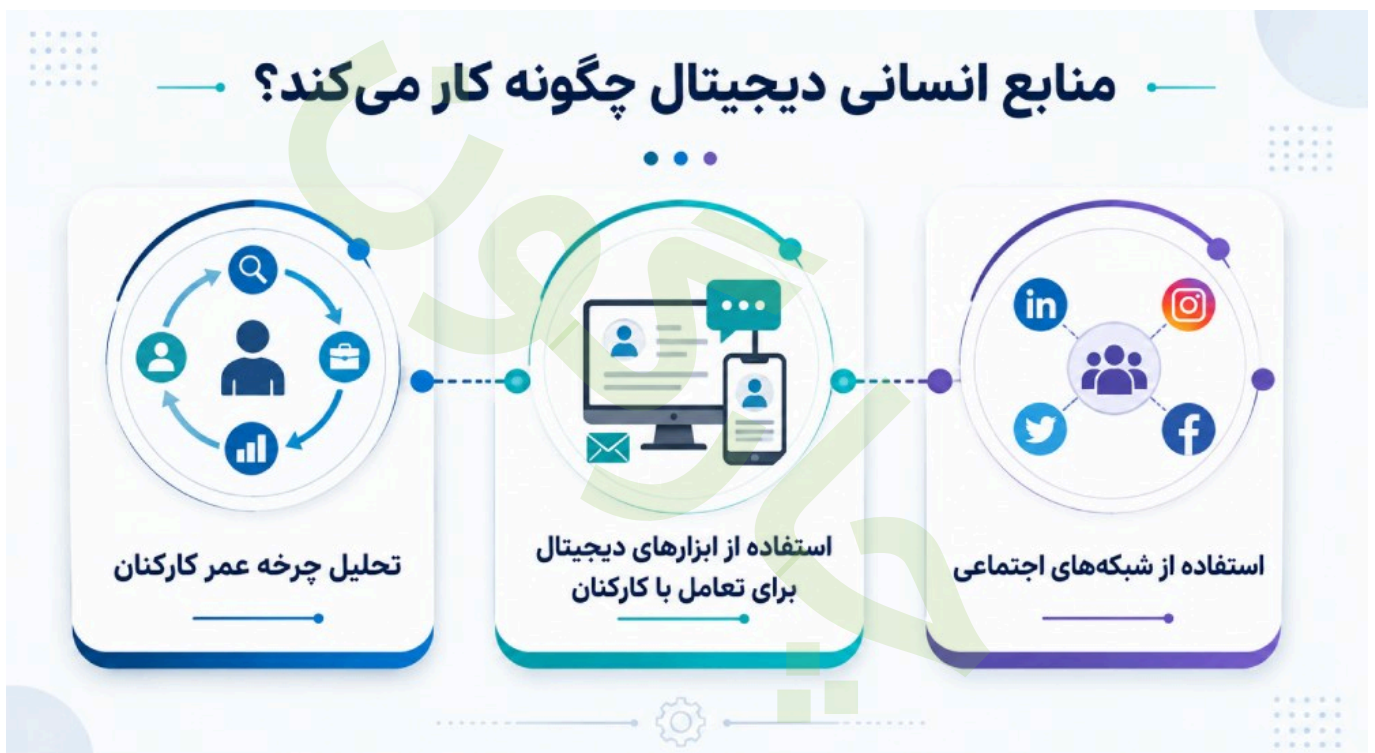 منابع انسانی دیجیتال چگونه کار می‌کند؟
استفاده از شبکه‌های اجتماعی
استفاده از ابزارهای دیجیتال
برای تعامل با کارکنان
تحلیل چرخه عمر کارکنان
in